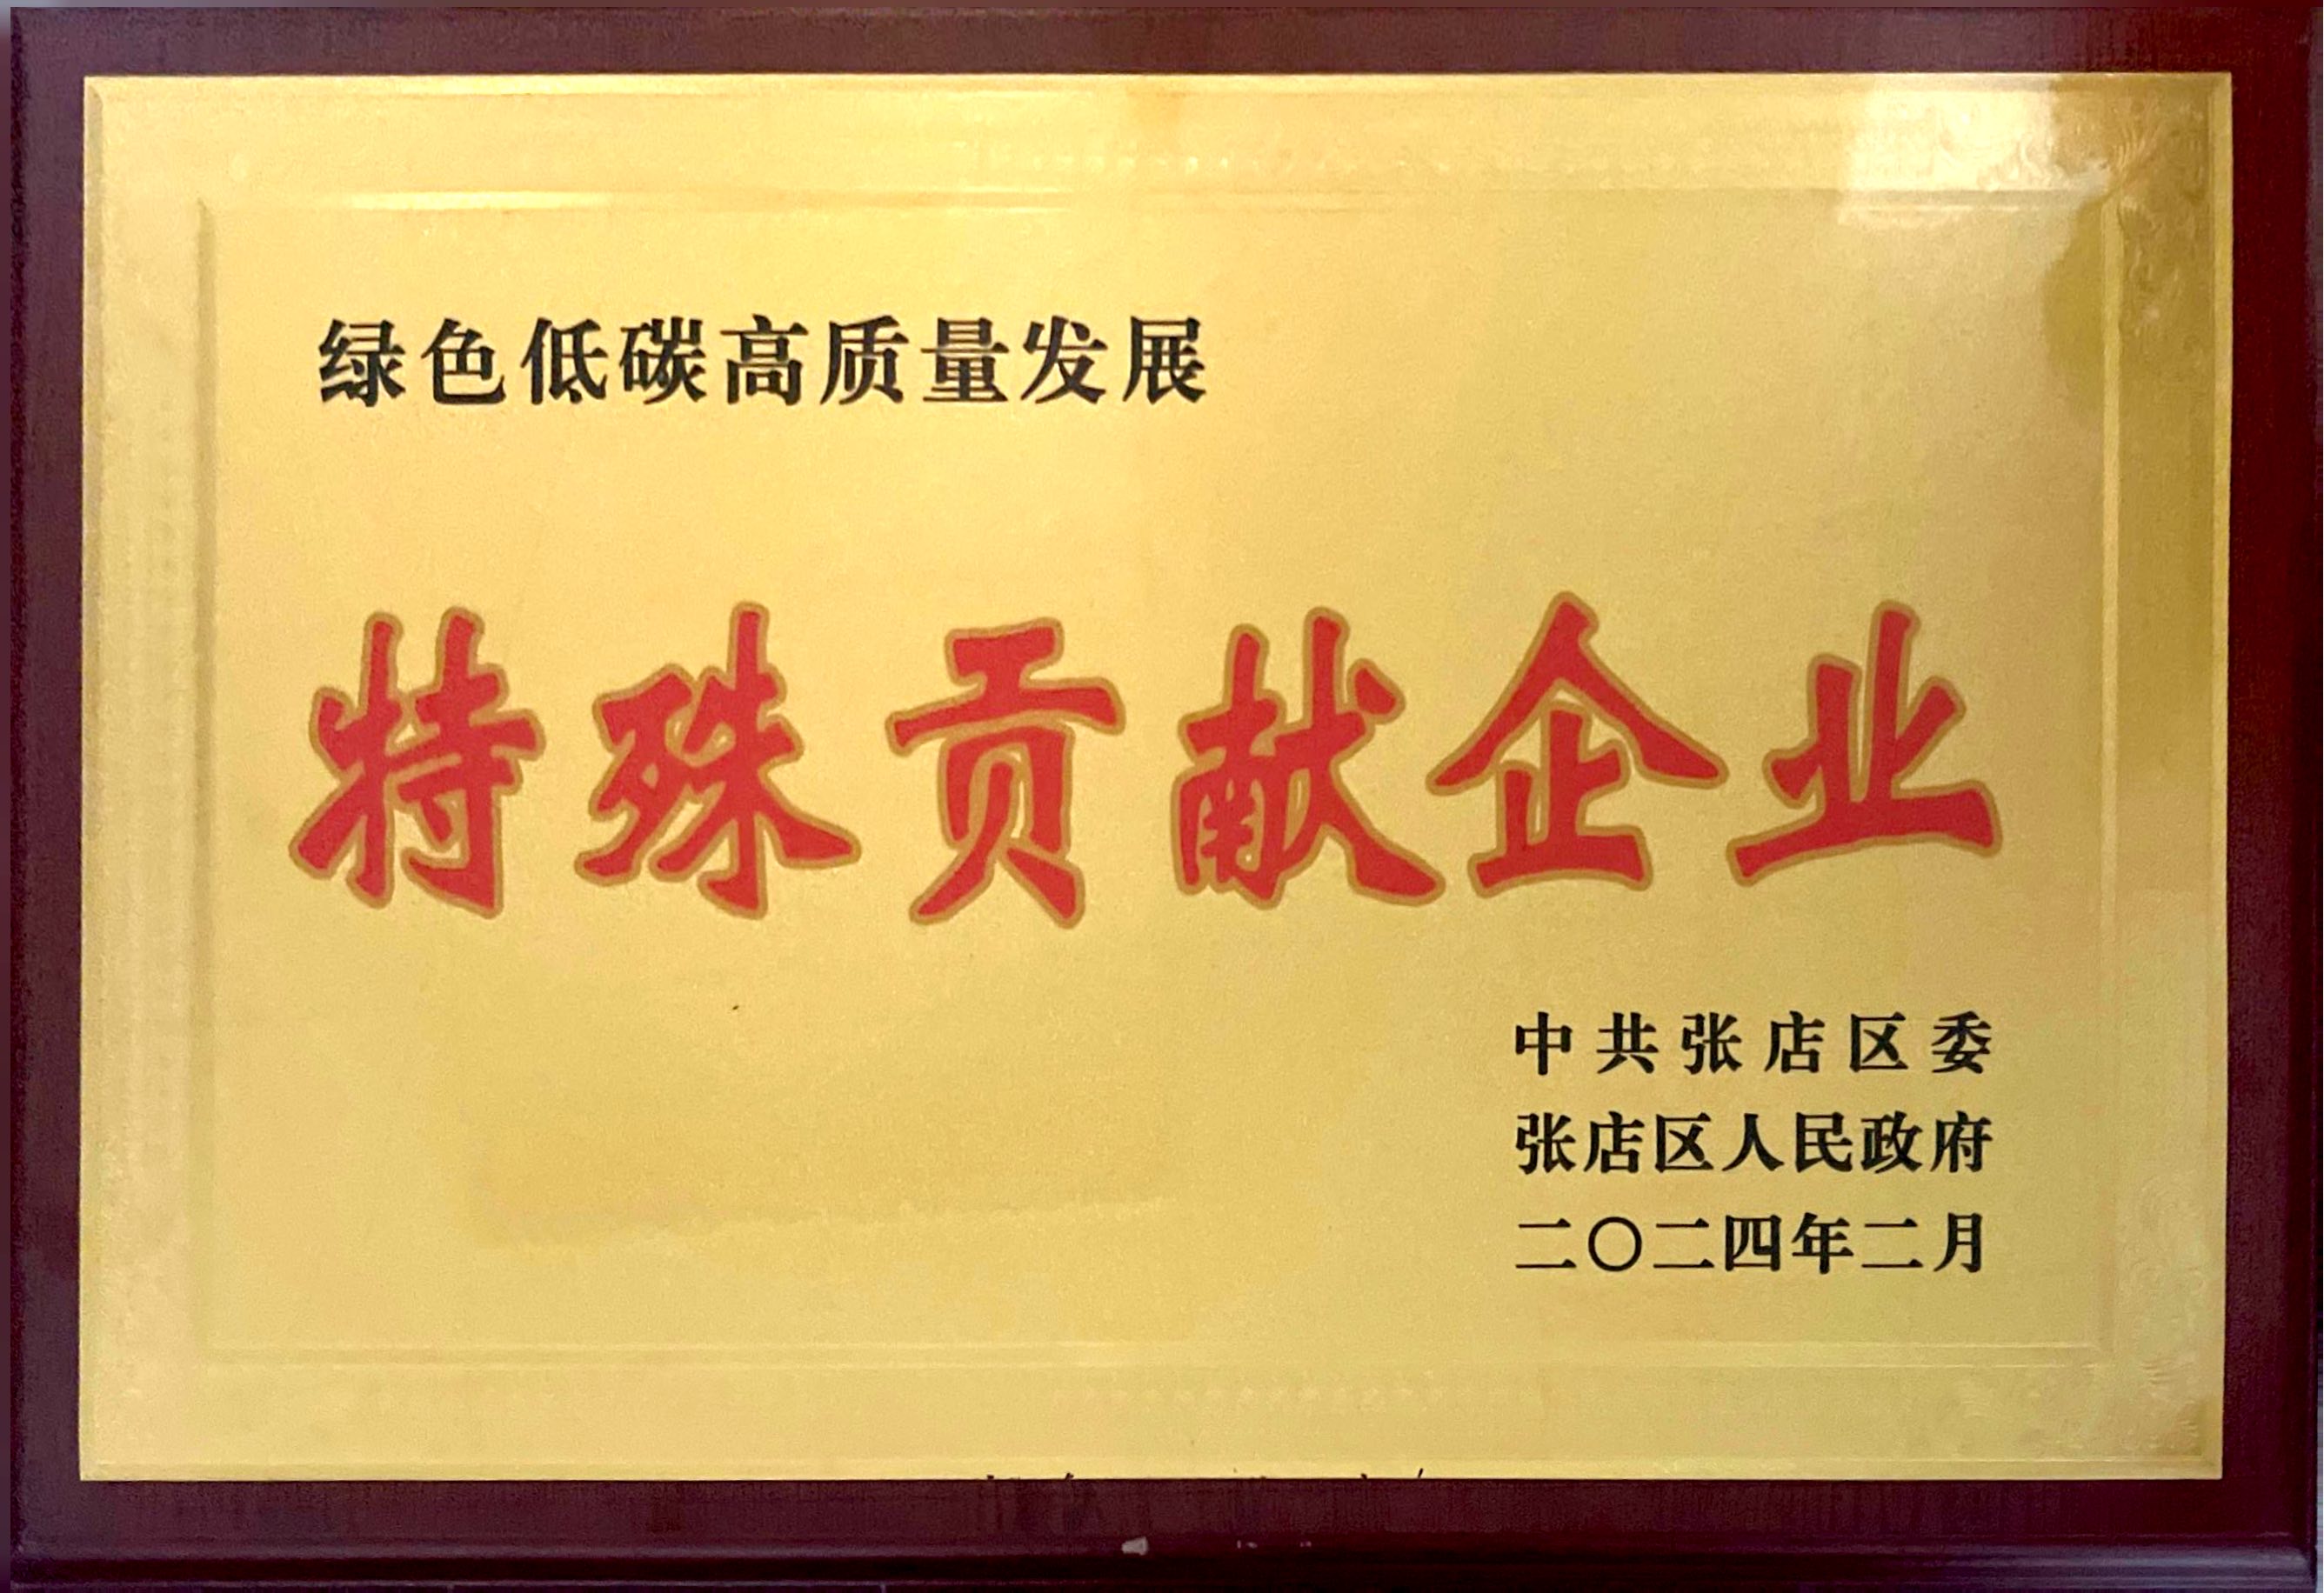 绿色低碳高质量发展
特殊贡献企业
中共张店区委
张店区人民政府
二〇二四年二月